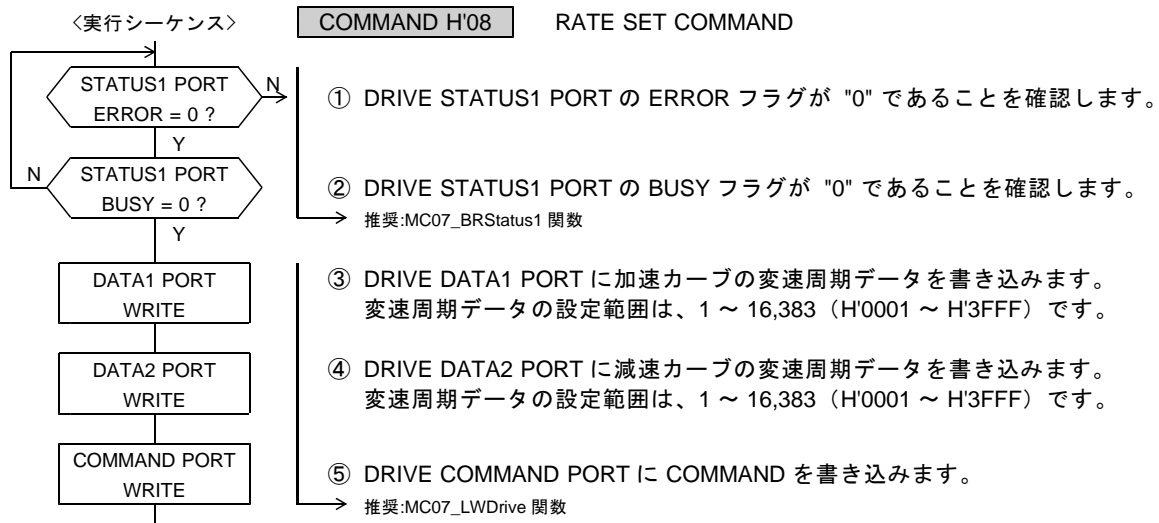 〈実行シーケンス〉 COMMAND H'08 RATE SET COMMAND
STATUS1 PORT
ERROR = 0 ?
N
Y
① DRIVE STATUS1 PORT の ERROR フラグが "0" であることを確認します。
STATUS1 PORT
BUSY = 0 ?
N
Y
② DRIVE STATUS1 PORT の BUSY フラグが "0" であることを確認します。
推奨:MC07_BRStatus1 関数
DATA1 PORT
WRITE
③ DRIVE DATA1 PORT に加速カーブの変速周期データを書き込みます。
変速周期データの設定範囲は、1 ~ 16,383（H'0001 ~ H'3FFF）です。
DATA2 PORT
WRITE
④ DRIVE DATA2 PORT に減速カーブの変速周期データを書き込みます。
変速周期データの設定範囲は、1 ~ 16,383（H'0001 ~ H'3FFF）です。
COMMAND PORT
WRITE
⑤ DRIVE COMMAND PORT に COMMAND を書き込みます。
推奨:MC07_LWDrive 関数